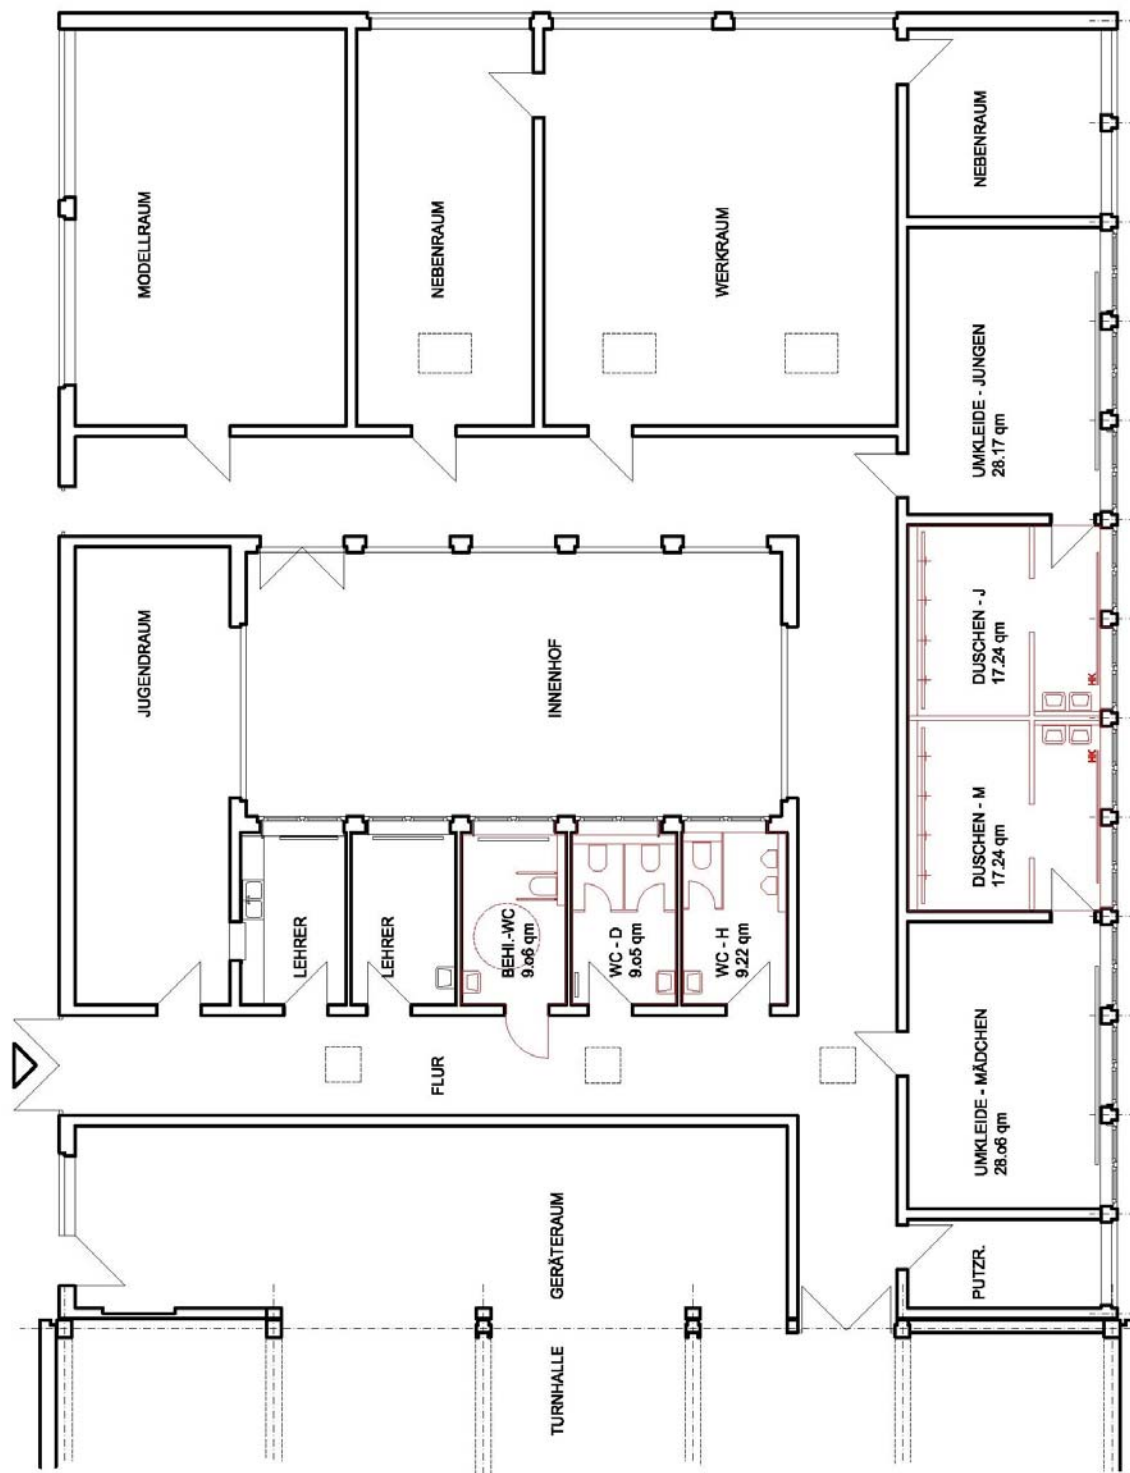 MODELLRAUM
NEBENRAUM
WERKRAUM
NEBENRAUM
JUGENDRAUM
INNENHOF
UMKLEIDE - JUNGEN
28.17 qm
DUSCHEN - J
17.24 qm
HK
DUSCHEN - M
17.24 qm
HK
LEHRER
LEHRER
BEHI.-WC
9.o6 qm
WC - D
9.o5 qm
WC - H
9.22 qm
FLUR
UMKLEIDE - MÄDCHEN
28.o6 qm
GERÄTERAUM
PUTZR.
TURNHALLE